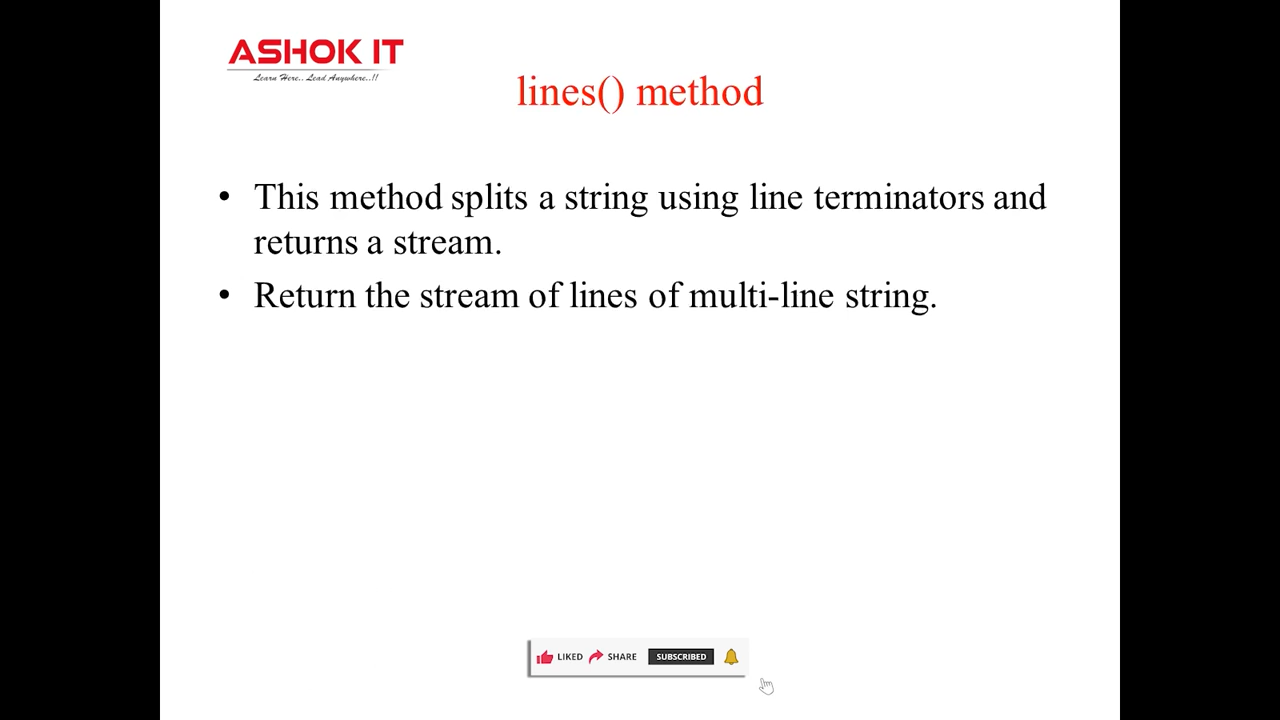 ASHOK IT
Learn Here.. Lead Anywhere..!!
lines() method
• This method splits a string using line terminators and
returns a stream.
• Return the stream of lines of multi-line string.
LIKED SHARE SUBSCRIBED